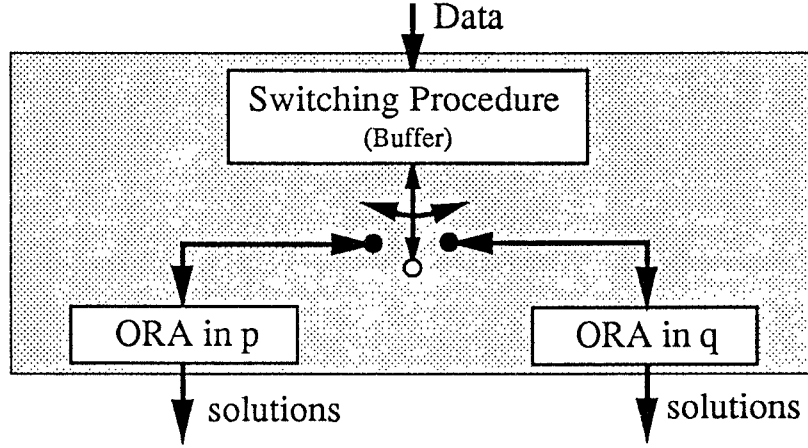 Data
Switching Procedure
(Buffer)
ORA in p
ORA in q
solutions
solutions